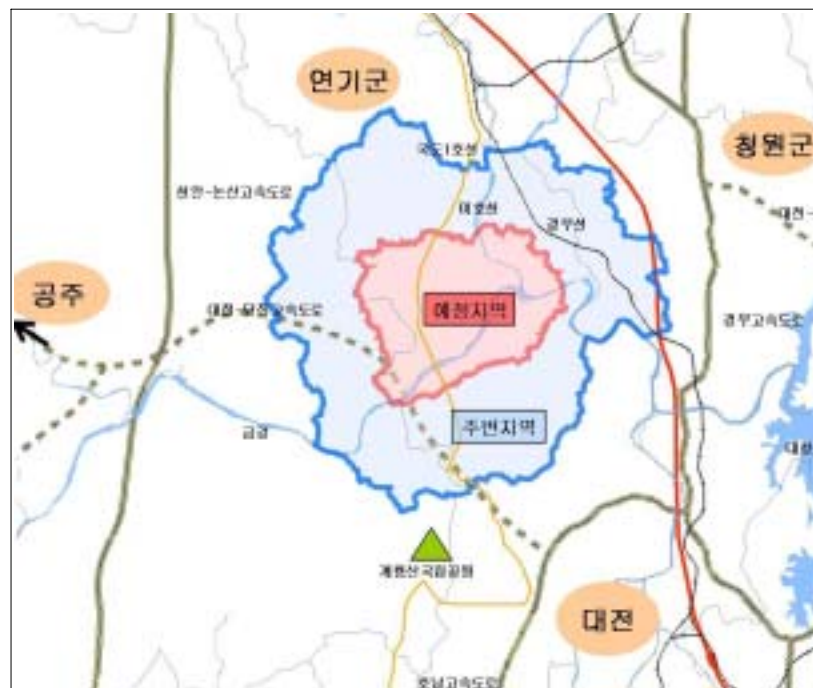 연기군
청원군
국도1호선
천안-논산고속도로
미호천
경부선
대전-
공주
예정지역
대전-당진고속도로
경부고속도로
주변지역
금강
대청
계룡산국립공원
대전
호남고속도로